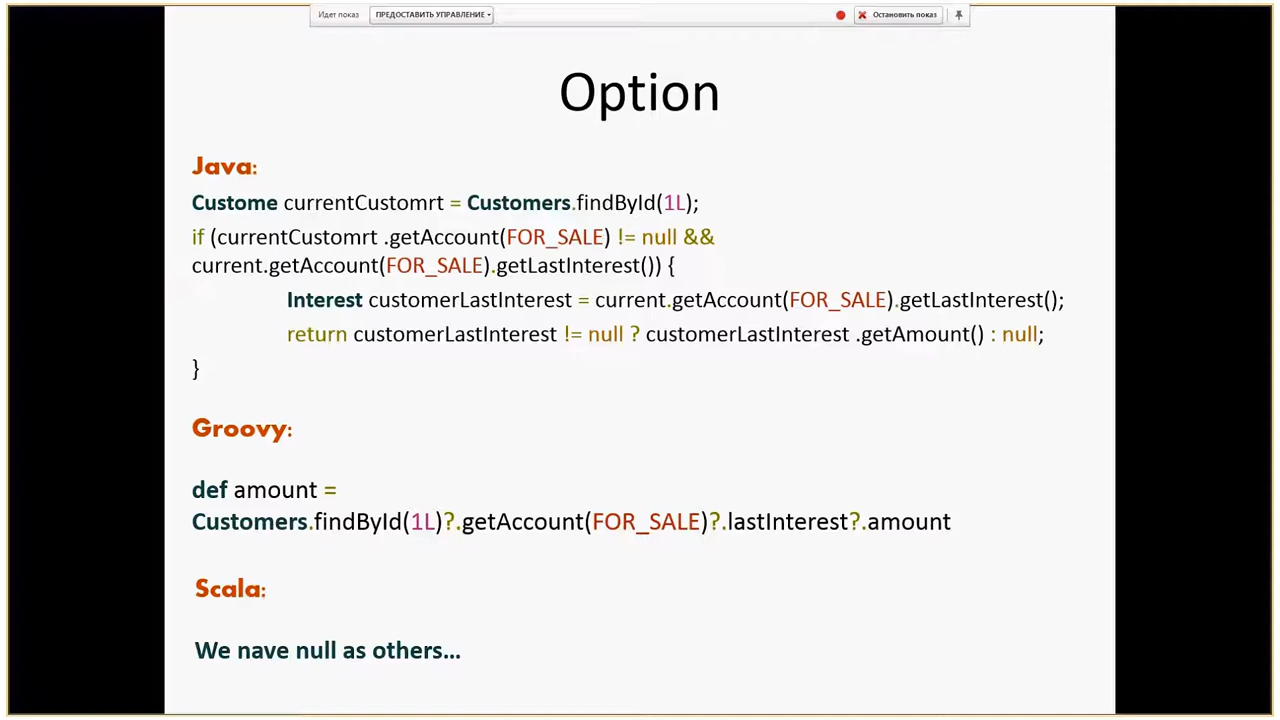 Идет показ ПРЕДОСТАВИТЬ УПРАВЛЕНИЕ Остановить показ
Option
Java:
Custome currentCustomrt = Customers.findById(1L);
if (currentCustomrt .getAccount(FOR_SALE) != null &&
current.getAccount(FOR_SALE).getLastInterest()) {
Interest customerLastInterest = current.getAccount(FOR_SALE).getLastInterest();
return customerLastInterest != null ? customerLastInterest .getAmount() : null;
}
Groovy:
def amount =
Customers.findById(1L)?.getAccount(FOR_SALE)?.lastInterest?.amount
Scala:
We nave null as others…